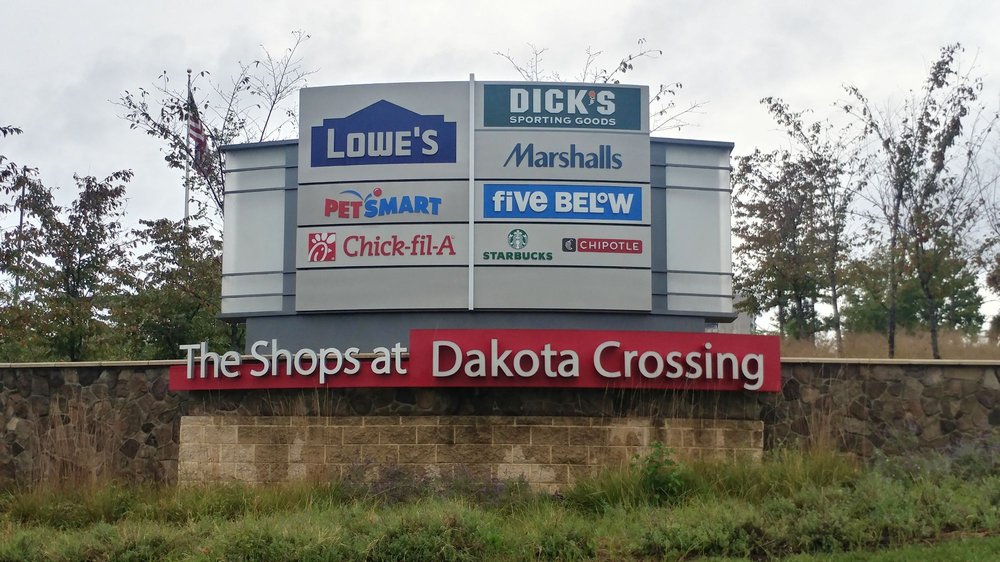 LOWE'S
PETSMART
Chick-fil-A
DICK'S
SPORTING GOODS
Marshalls
five BELOW
STARBUCKS
CHIPOTLE
The Shops at Dakota Crossing